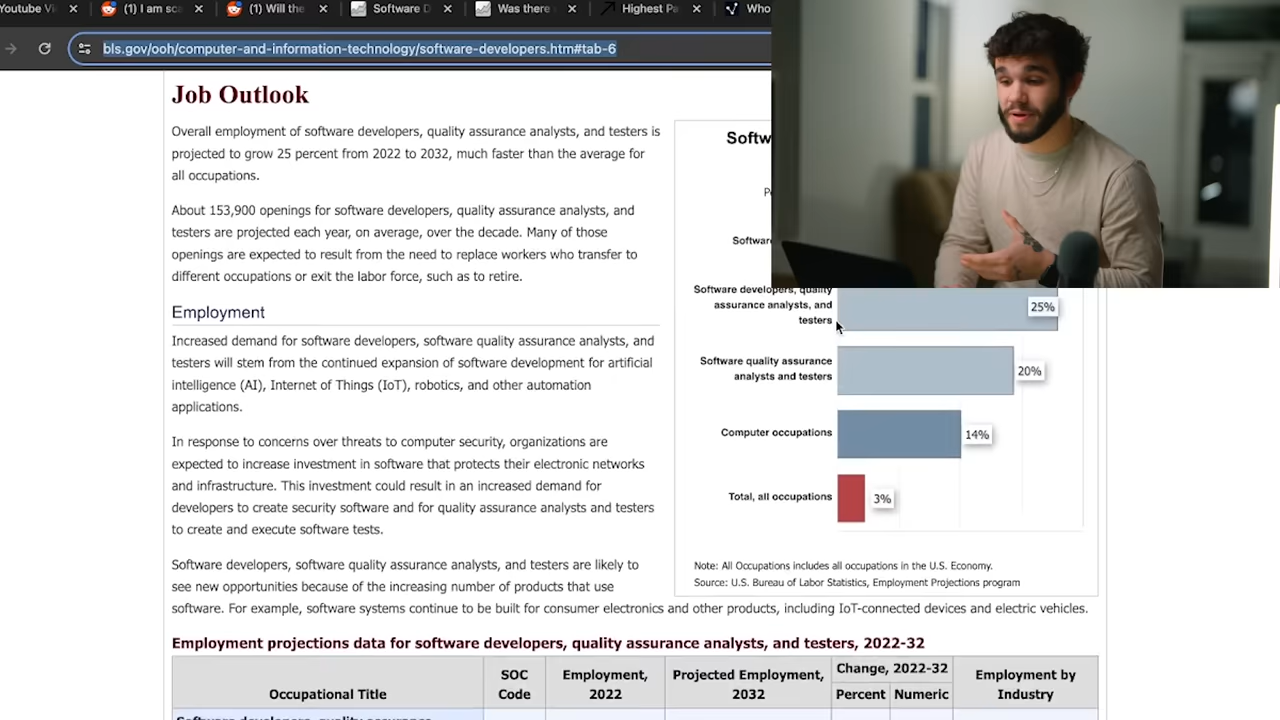 Youtube Vi
(1) I am sca
(1) Will the
Software D
Was there
Highest Pa
Who
bls.gov/ooh/computer-and-information-technology/software-developers.htm#tab-6
Job Outlook
Overall employment of software developers, quality assurance analysts, and testers is
projected to grow 25 percent from 2022 to 2032, much faster than the average for
all occupations.
About 153,900 openings for software developers, quality assurance analysts, and
testers are projected each year, on average, over the decade. Many of those
openings are expected to result from the need to replace workers who transfer to
different occupations or exit the labor force, such as to retire.
Employment
Increased demand for software developers, software quality assurance analysts, and
testers will stem from the continued expansion of software development for artificial
intelligence (AI), Internet of Things (IoT), robotics, and other automation
applications.
In response to concerns over threats to computer security, organizations are
expected to increase investment in software that protects their electronic networks
and infrastructure. This investment could result in an increased demand for
developers to create security software and for quality assurance analysts and testers
to create and execute software tests.
Software developers, software quality assurance analysts, and testers are likely to
see new opportunities because of the increasing number of products that use
software. For example, software systems continue to be built for consumer electronics and other products, including IoT-connected devices and electric vehicles.
Softw
Pe
Softwar
Software developers, quality
assurance analysts, and
testers
25%
Software quality assurance
analysts and testers
20%
Computer occupations
14%
Total, all occupations
3%
Note: All Occupations includes all occupations in the U.S. Economy.
Source: U.S. Bureau of Labor Statistics, Employment Projections program
Employment projections data for software developers, quality assurance analysts, and testers, 2022-32
Occupational Title
SOC
Code
Employment,
2022
Projected Employment,
2032
Change, 2022-32
Percent
Numeric
Employment by
Industry
Software developers, quality assurance